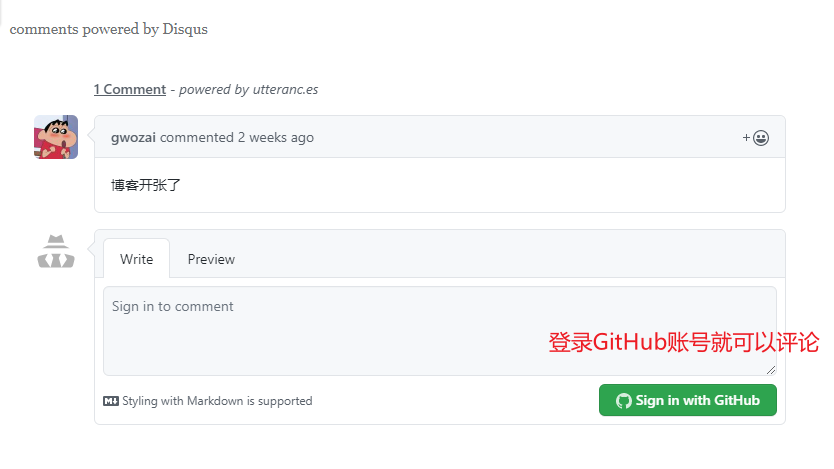 comments powered by Disqus
1 Comment - powered by utteranc.es
gwozai commented 2 weeks ago
+
博客开张了
Write Preview
Sign in to comment
登录GitHub账号就可以评论
Styling with Markdown is supported
Sign in with GitHub